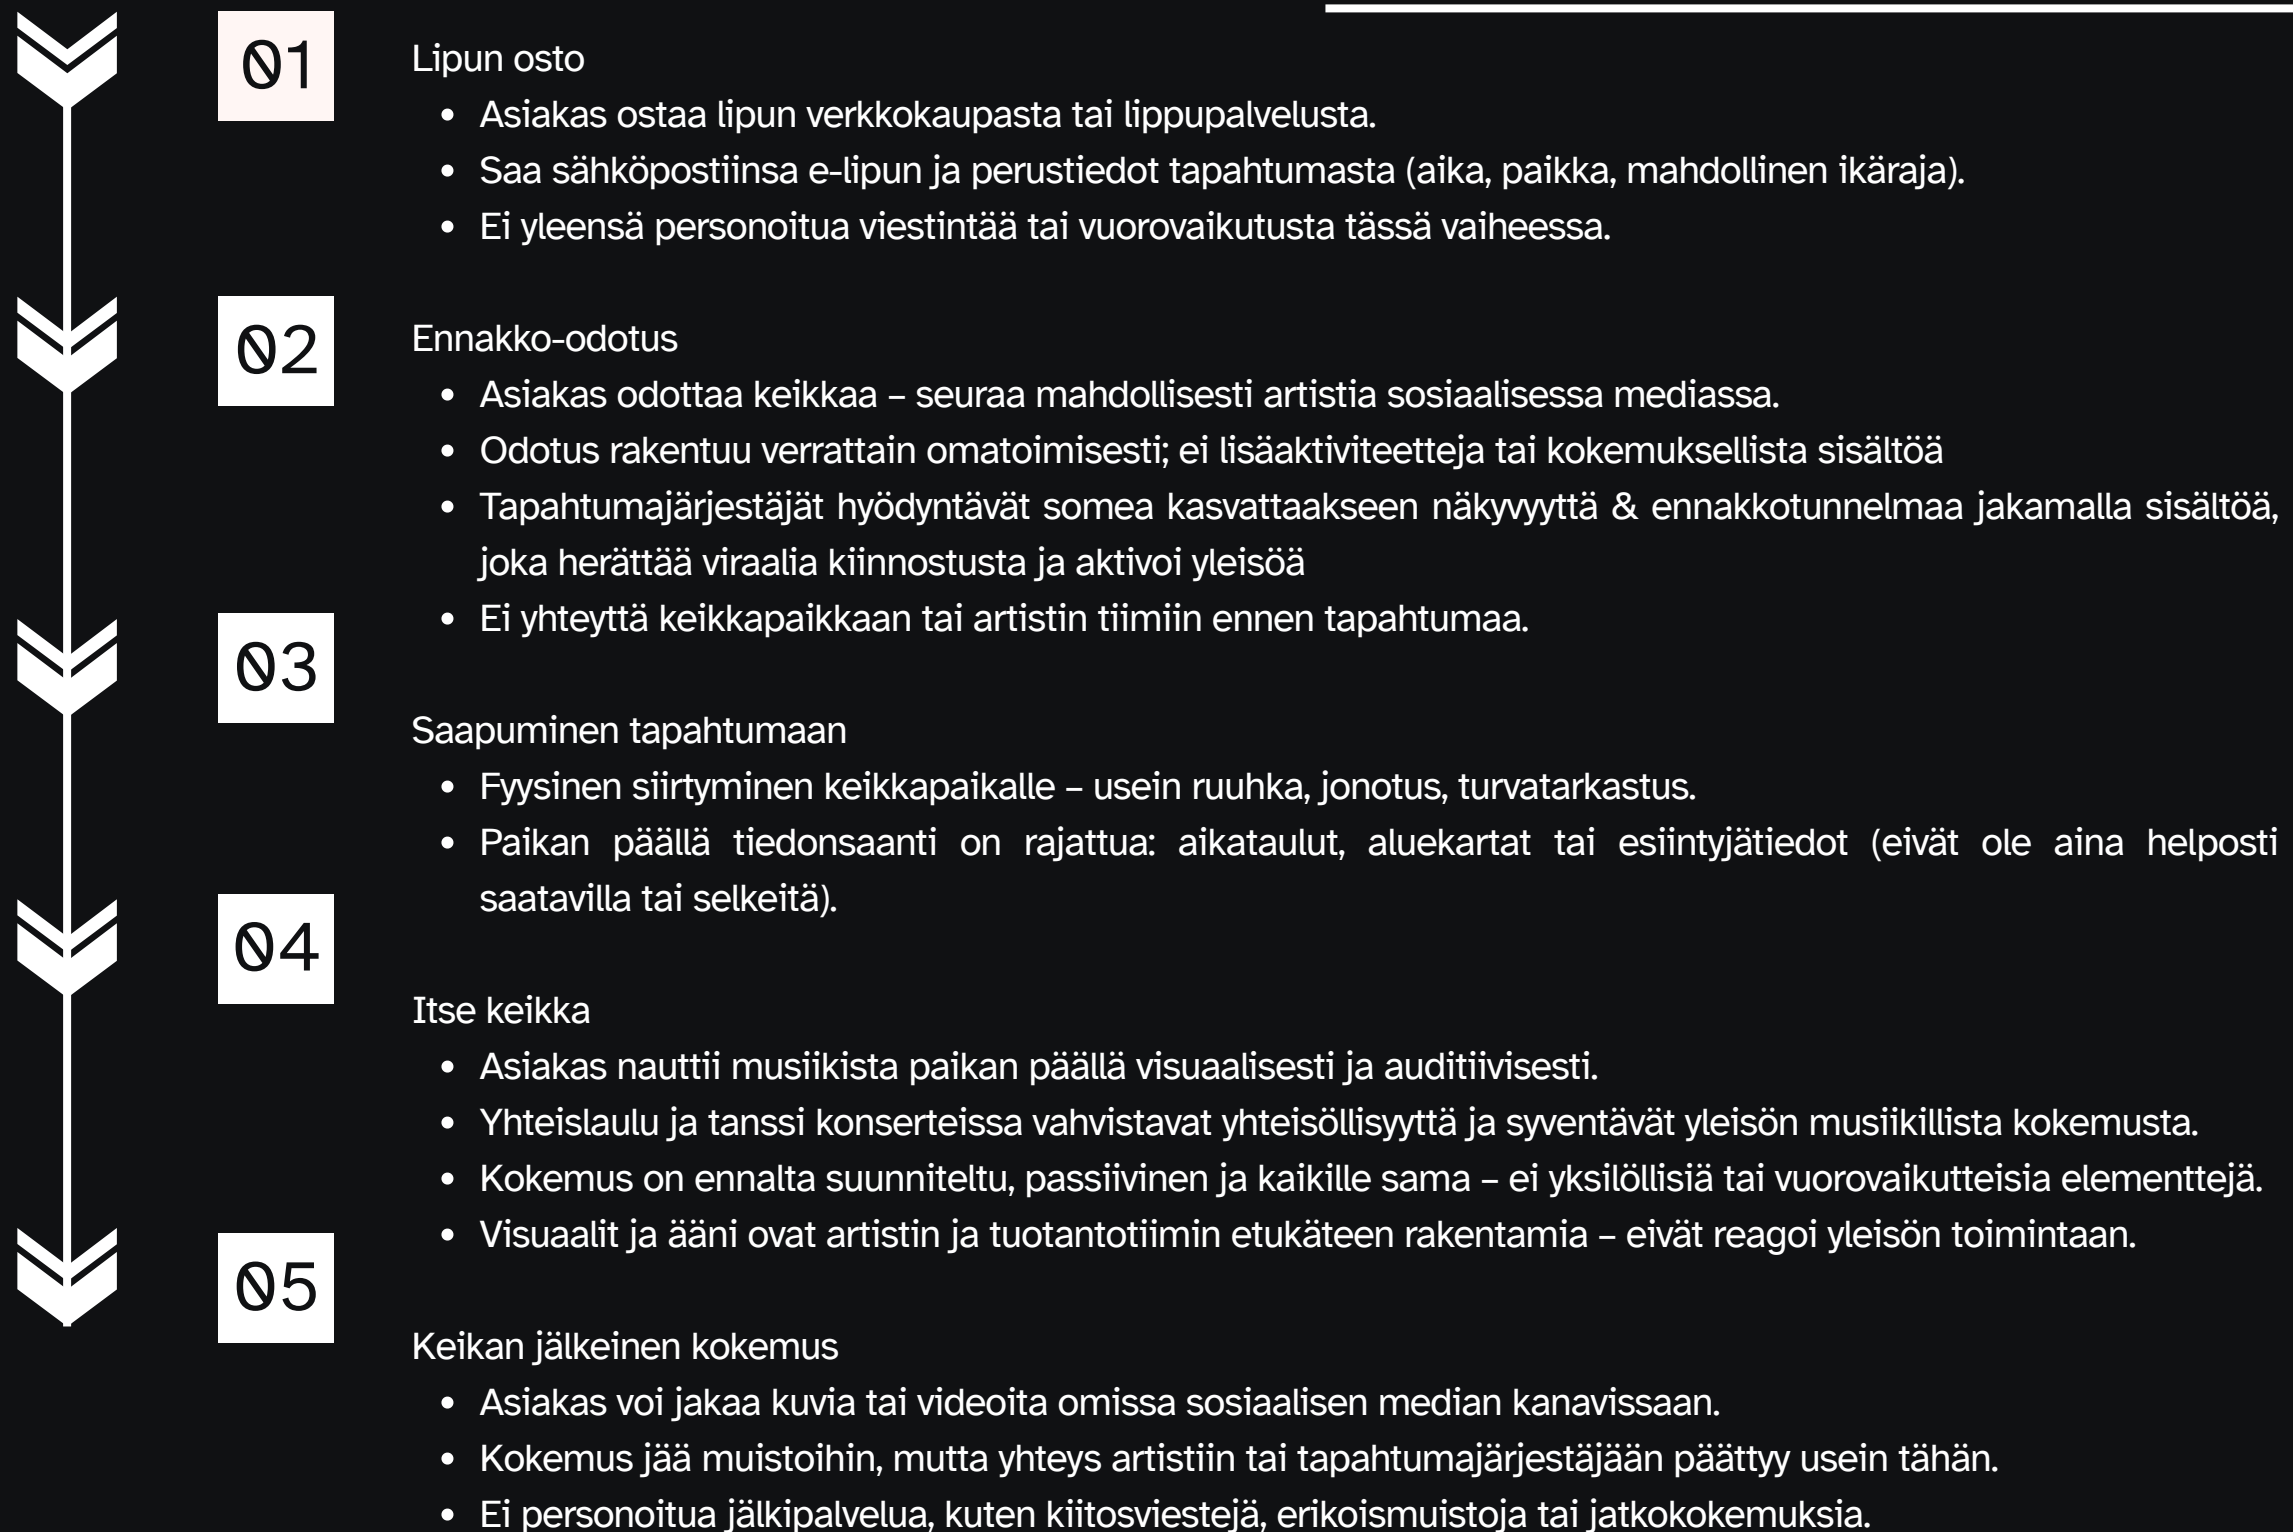 01
Lipun osto
• Asiakas ostaa lipun verkkokaupasta tai lippupalvelusta.
• Saa sähköpostiinsa e-lipun ja perustiedot tapahtumasta (aika, paikka, mahdollinen ikäraja).
• Ei yleensä personoitua viestintää tai vuorovaikutusta tässä vaiheessa.
02
Ennakko-odotus
• Asiakas odottaa keikkaa – seuraa mahdollisesti artistia sosiaalisessa mediassa.
• Odotus rakentuu verrattain omatoimisesti; ei lisäaktiviteetteja tai kokemuksellista sisältöä
• Tapahtumajärjestäjät hyödyntävät somea kasvattaakseen näkyvyyttä & ennakkotunnelmaa jakamalla sisältöä,
joka herättää viraalia kiinnostusta ja aktivoi yleisöä
• Ei yhteyttä keikkapaikkaan tai artistin tiimiin ennen tapahtumaa.
03
Saapuminen tapahtumaan
• Fyysinen siirtyminen keikkapaikalle – usein ruuhka, jonotus, turvatarkastus.
• Paikan päällä tiedonsaanti on rajattua: aikataulut, aluekartat tai esiintyjätiedot (eivät ole aina helposti
saatavilla tai selkeitä).
04
Itse keikka
• Asiakas nauttii musiikista paikan päällä visuaalisesti ja auditiivisesti.
• Yhteislaulu ja tanssi konserteissa vahvistavat yhteisöllisyyttä ja syventävät yleisön musiikillista kokemusta.
• Kokemus on ennalta suunniteltu, passiivinen ja kaikille sama – ei yksilöllisiä tai vuorovaikutteisia elementtejä.
• Visuaalit ja ääni ovat artistin ja tuotantotiimin etukäteen rakentamia – eivät reagoi yleisön toimintaan.
05
Keikan jälkeinen kokemus
• Asiakas voi jakaa kuvia tai videoita omissa sosiaalisen median kanavissaan.
• Kokemus jää muistoihin, mutta yhteys artistiin tai tapahtumajärjestäjään päättyy usein tähän.
• Ei personoitua jälkipalvelua, kuten kiitosviestejä, erikoismuistoja tai jatkokokemuksia.